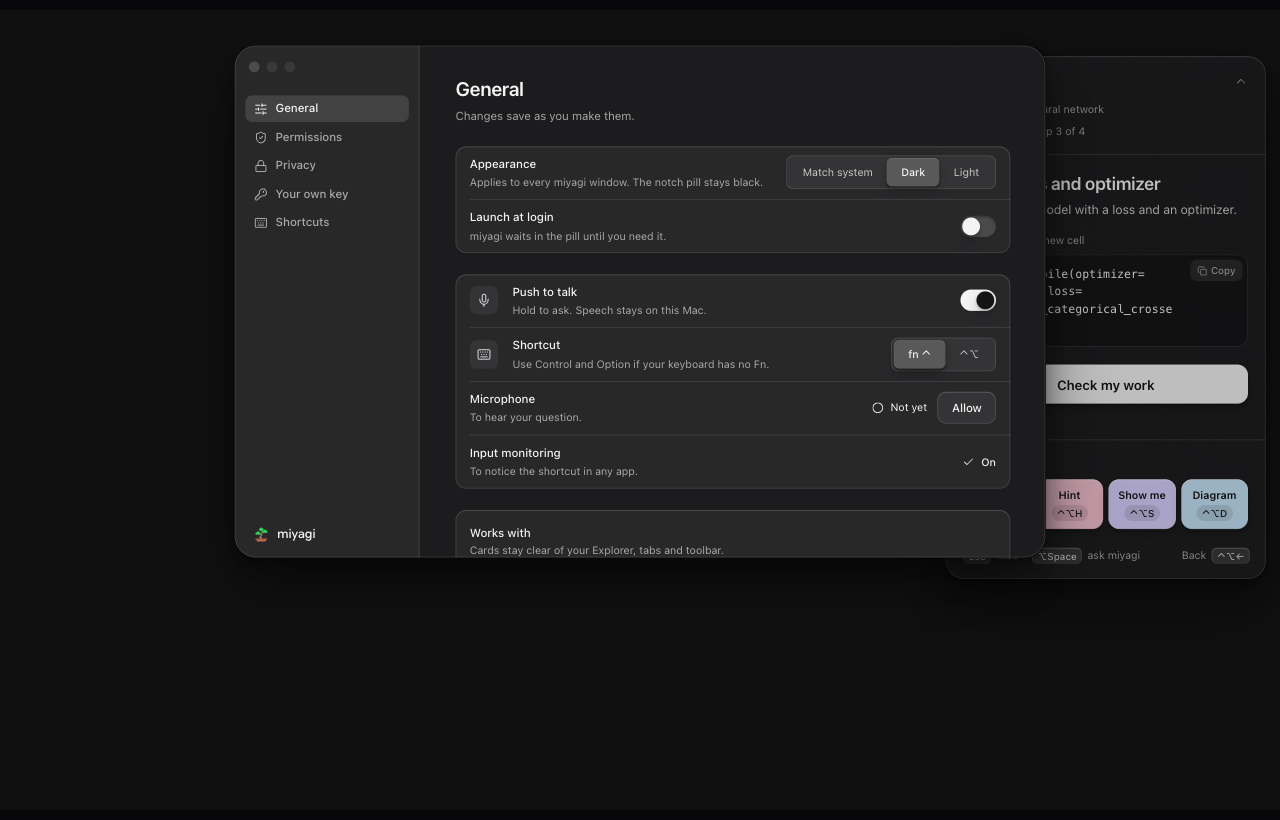 General
Permissions
Privacy
Your own key
Shortcuts
miyagi
General
Changes save as you make them.
Appearance
Applies to every miyagi window. The notch pill stays black.
Match system
Dark
Light
Launch at login
miyagi waits in the pill until you need it.
Push to talk
Hold to ask. Speech stays on this Mac.
Shortcut
Use Control and Option if your keyboard has no Fn.
fn ^
^⌥
Microphone
To hear your question.
Not yet
Allow
Input monitoring
To notice the shortcut in any app.
On
Works with
Cards stay clear of your Explorer, tabs and toolbar.
network
3 of 4
and optimizer
with a loss and an optimizer.
new cell
(optimizer=
Copy
loss=
_categorical_crosse
Check my work
Hint
^⌥H
Show me
^⌥S
Diagram
^⌥D
⌥Space
ask miyagi
Back
^⌥←